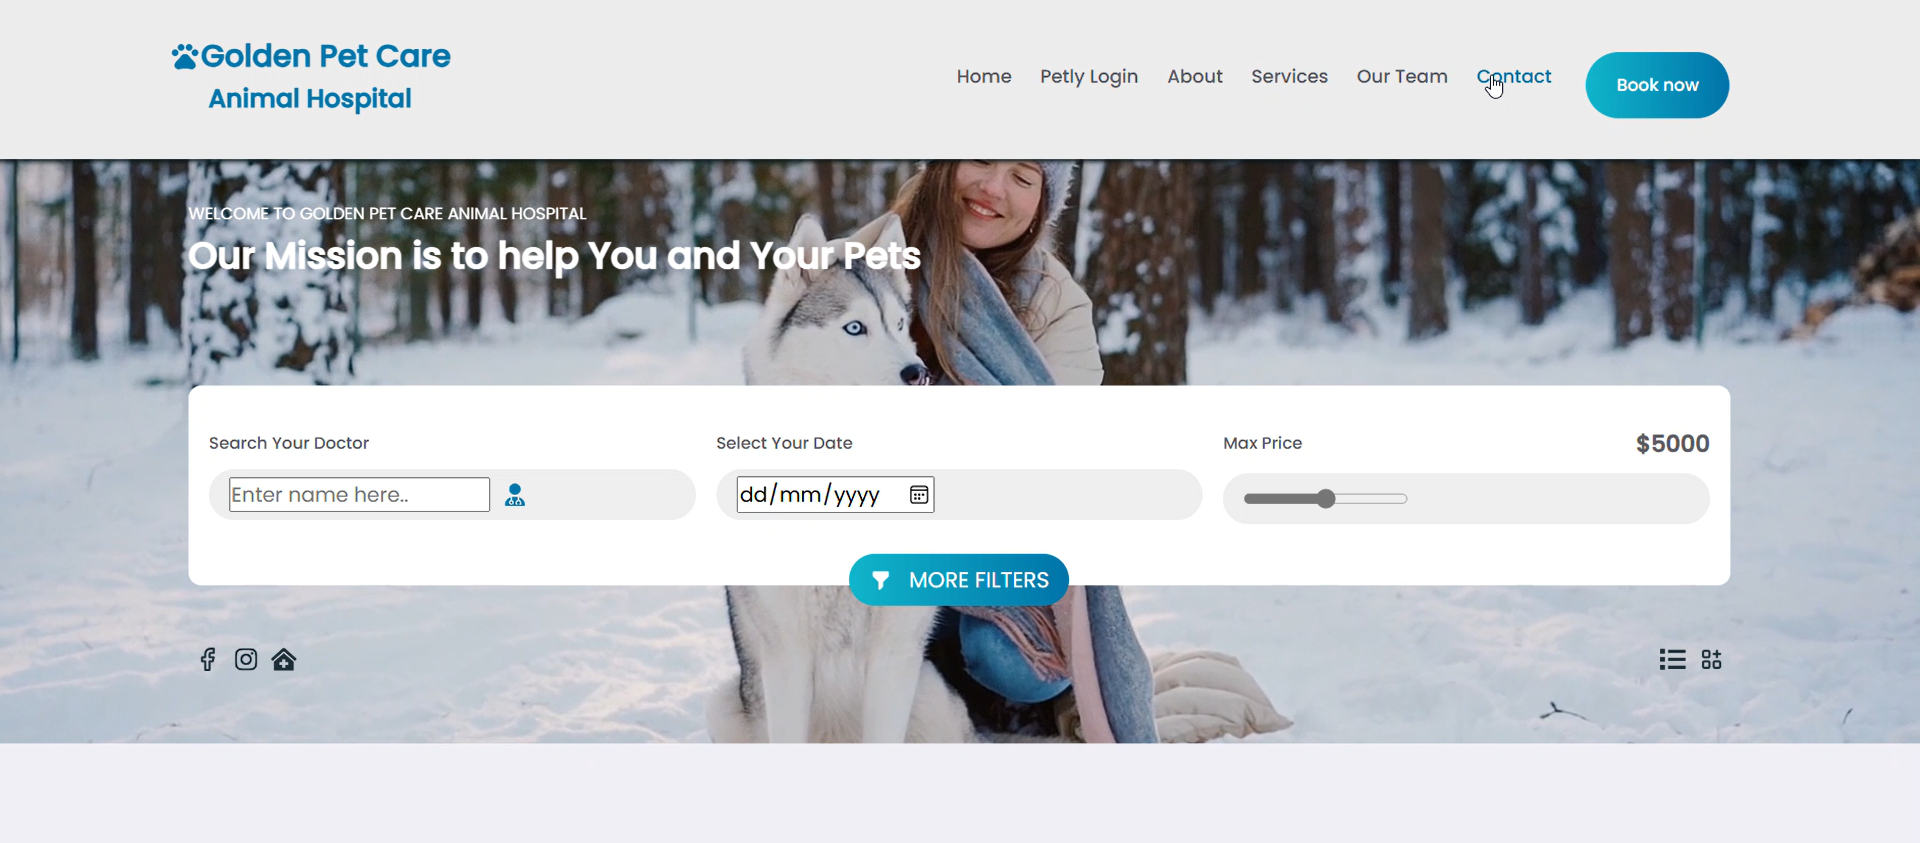 Golden Pet Care
Animal Hospital
Home Petly Login About Services Our Team Contact Book now
WELCOME TO GOLDEN PET CARE ANIMAL HOSPITAL
Our Mission is to help You and Your Pets
Search Your Doctor
Enter name here..
Select Your Date
dd/mm/yyyy
Max Price $5000
MORE FILTERS